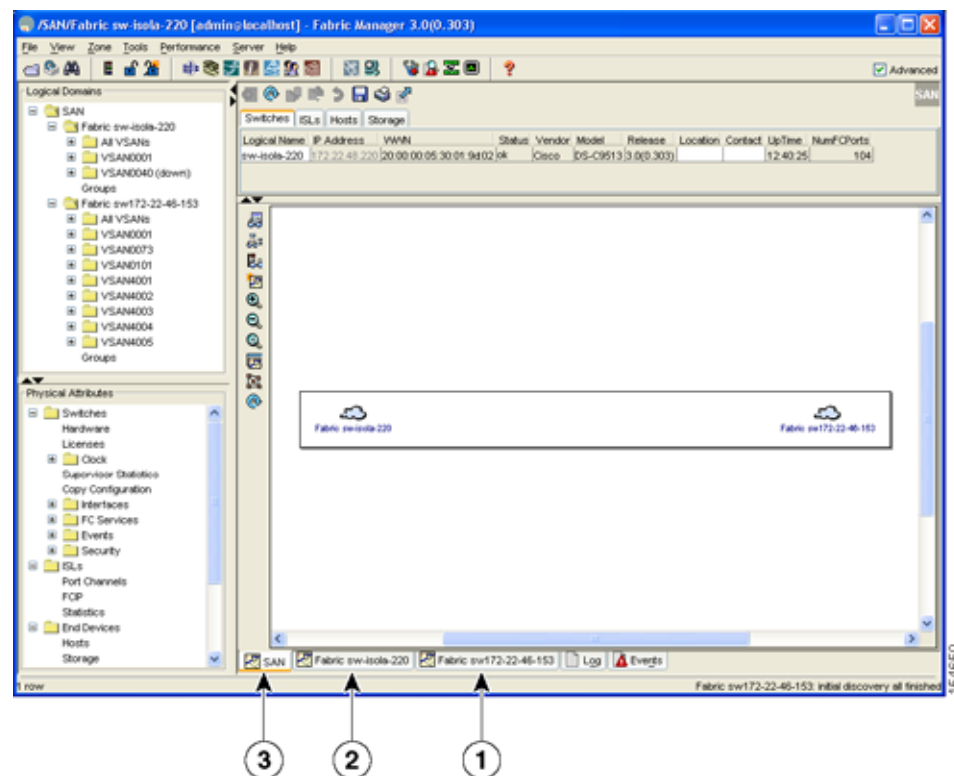 /SAN/Fabric sw-isola-220 [admin@localhost] - Fabric Manager 3.0(0.303)
File View Zone Tools Performance Server Help
Advanced
Logical Domains
SAN
SAN
Fabric sw-isola-220
All VSANs
VSAN0001
VSAN0040 (down)
Groups
Fabric sw172-22-46-153
All VSANs
VSAN0001
VSAN0073
VSAN0101
VSAN4001
VSAN4002
VSAN4003
VSAN4004
VSAN4005
Groups
Physical Attributes
Switches
Hardware
Licenses
Clock
Supervisor Statistics
Copy Configuration
Interfaces
FC Services
Events
Security
ISLs
Port Channels
FCIP
Statistics
End Devices
Hosts
Storage
Switches ISLs Hosts Storage
Logical Name IP Address WWN Status Vendor Model Release Location Contact UpTime NumFCPorts
sw-isola-220 172.22.48.220 20:00:00:05:30:01:9d:02 ok Cisco DS-C9513 3.0(0.303) 12:40:25 104
Fabric sw-isola-220
Fabric sw172-22-46-153
SAN Fabric sw-isola-220 Fabric sw172-22-46-153 Log Events
1 row
Fabric sw172-22-46-153: initial discovery all finished
154659
3 2 1